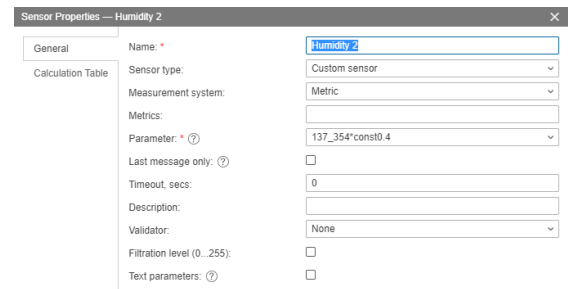 Sensor Properties — Humidity 2 ✕
General
Calculation Table
Name: * Humidity 2
Sensor type: Custom sensor
Measurement system: Metric
Metrics:
Parameter: * ? 137_354*const0.4
Last message only: ?
Timeout, secs: 0
Description:
Validator: None
Filtration level (0...255):
Text parameters: ?